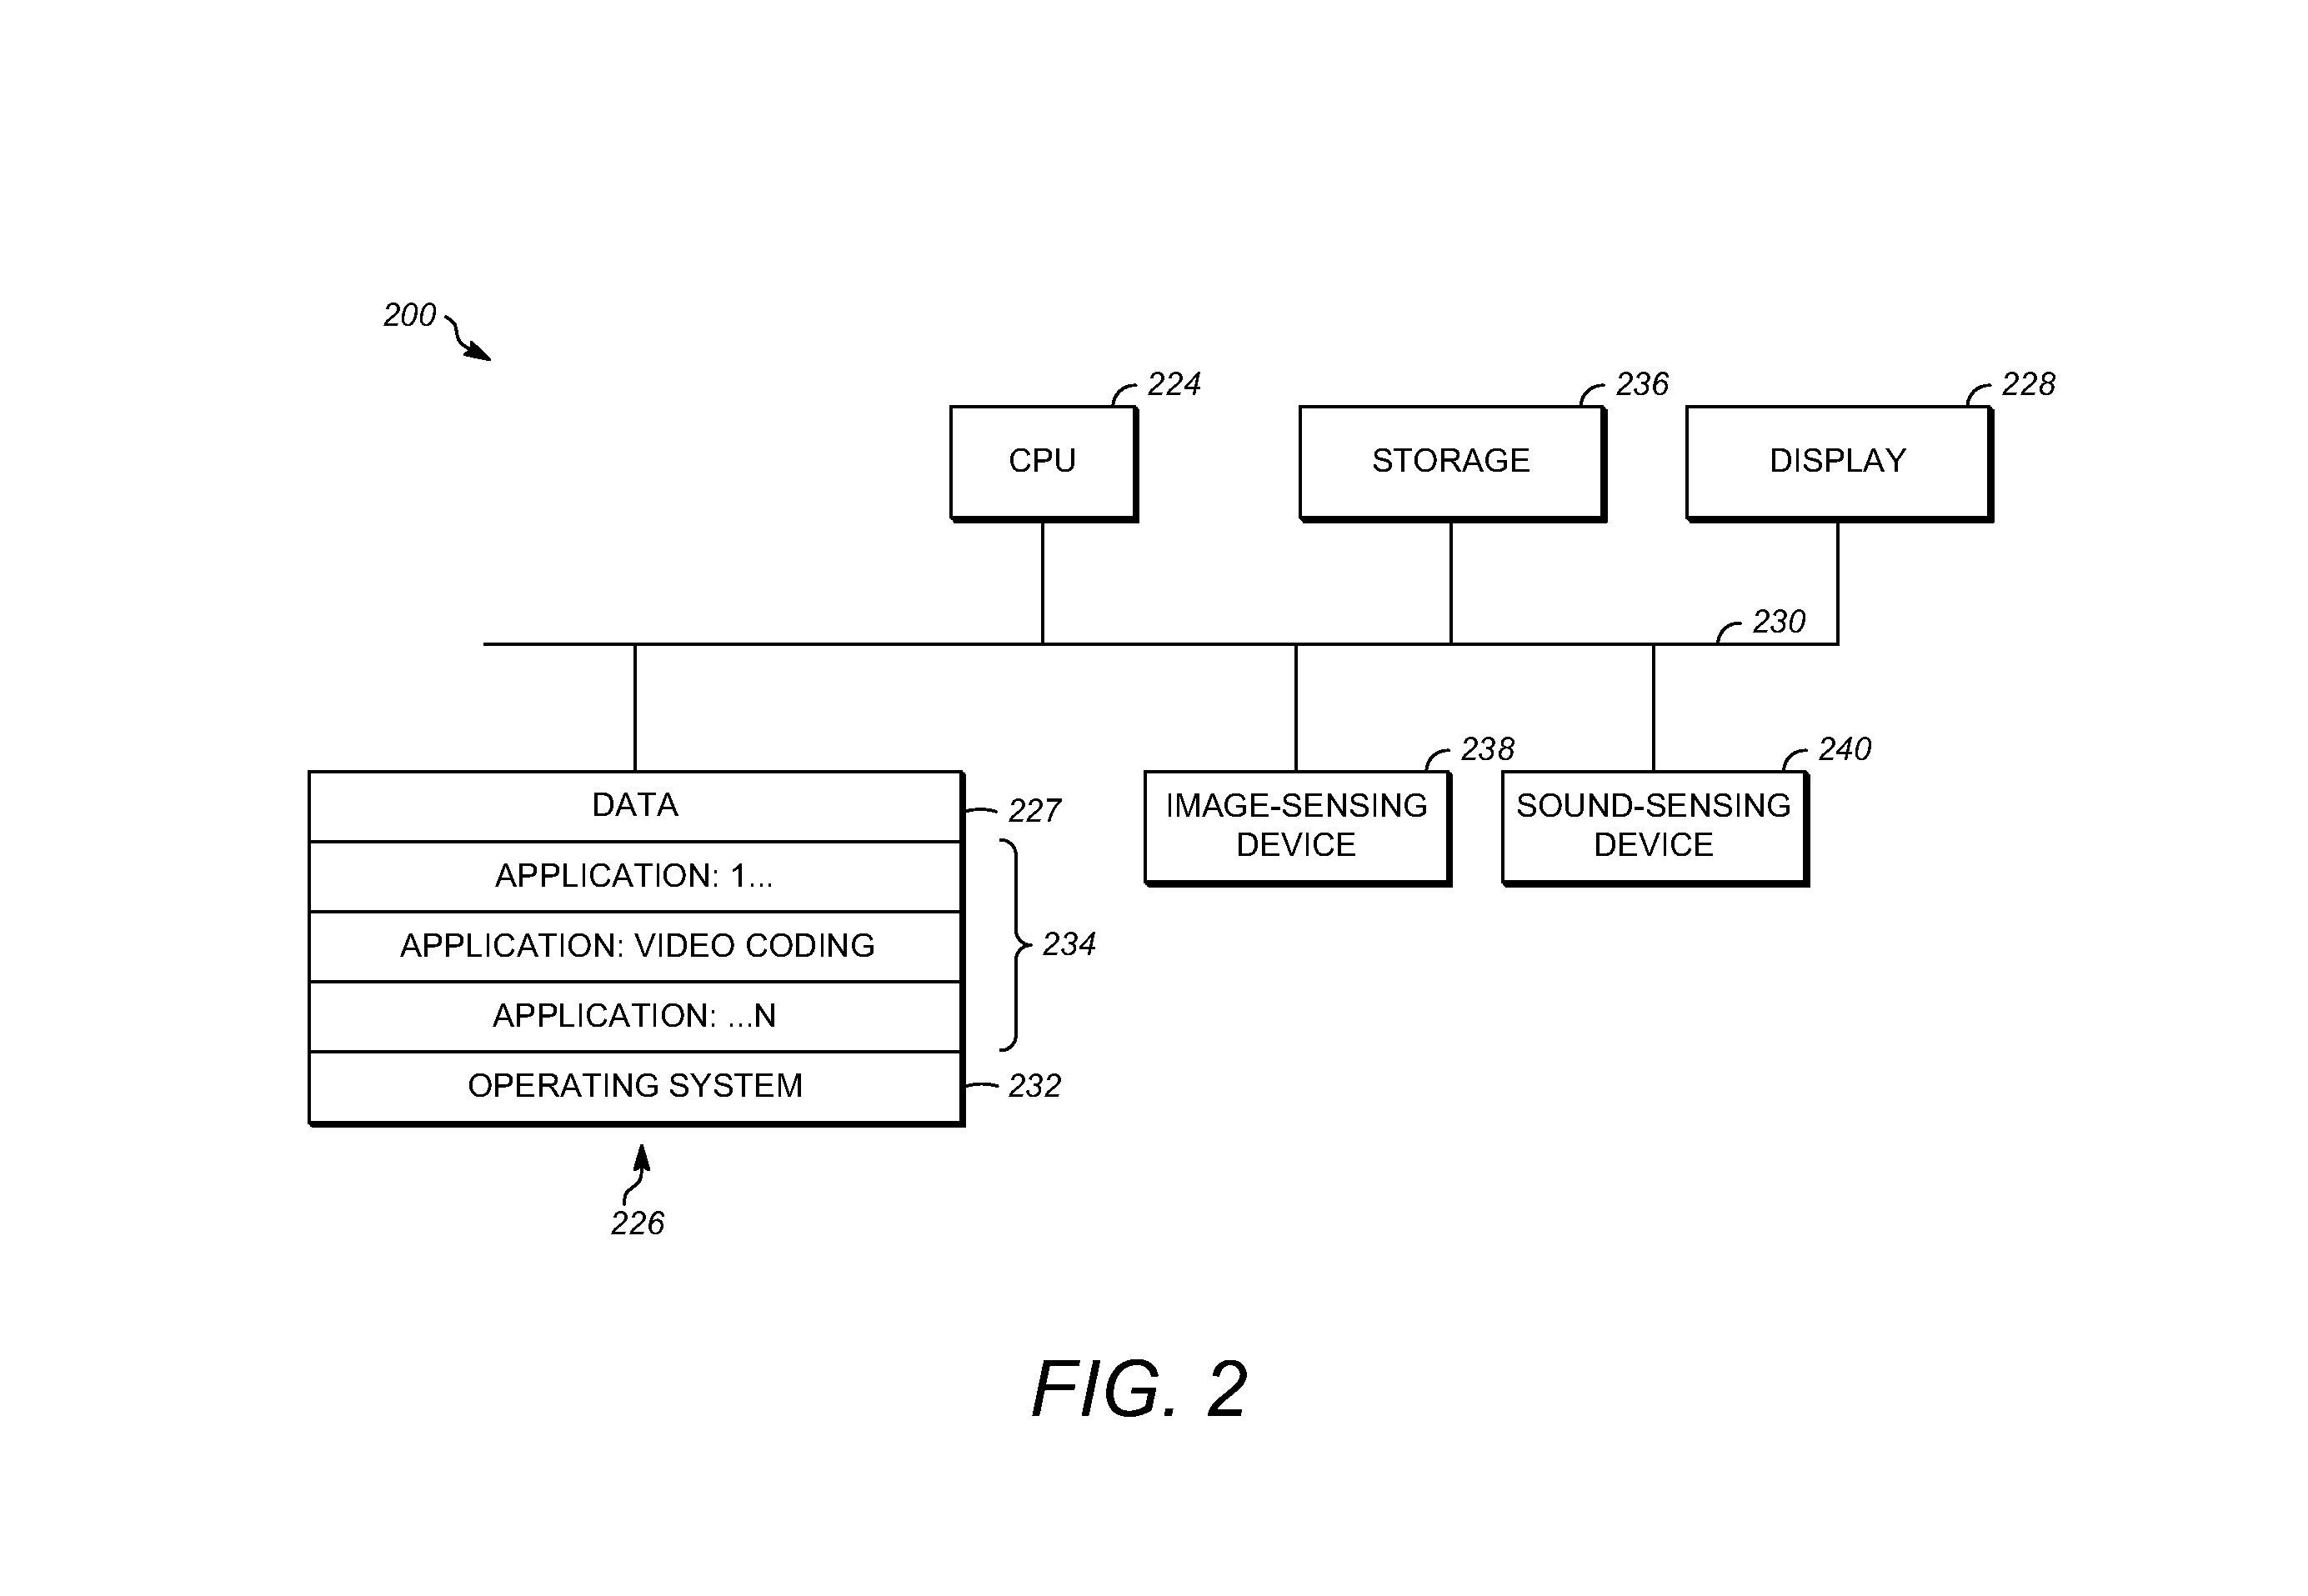 200
224
236
228
CPU
STORAGE
DISPLAY
230
238
240
DATA
227
IMAGE-SENSING
DEVICE
SOUND-SENSING
DEVICE
APPLICATION: 1...
APPLICATION: VIDEO CODING
234
APPLICATION: ...N
OPERATING SYSTEM
232
226
FIG. 2